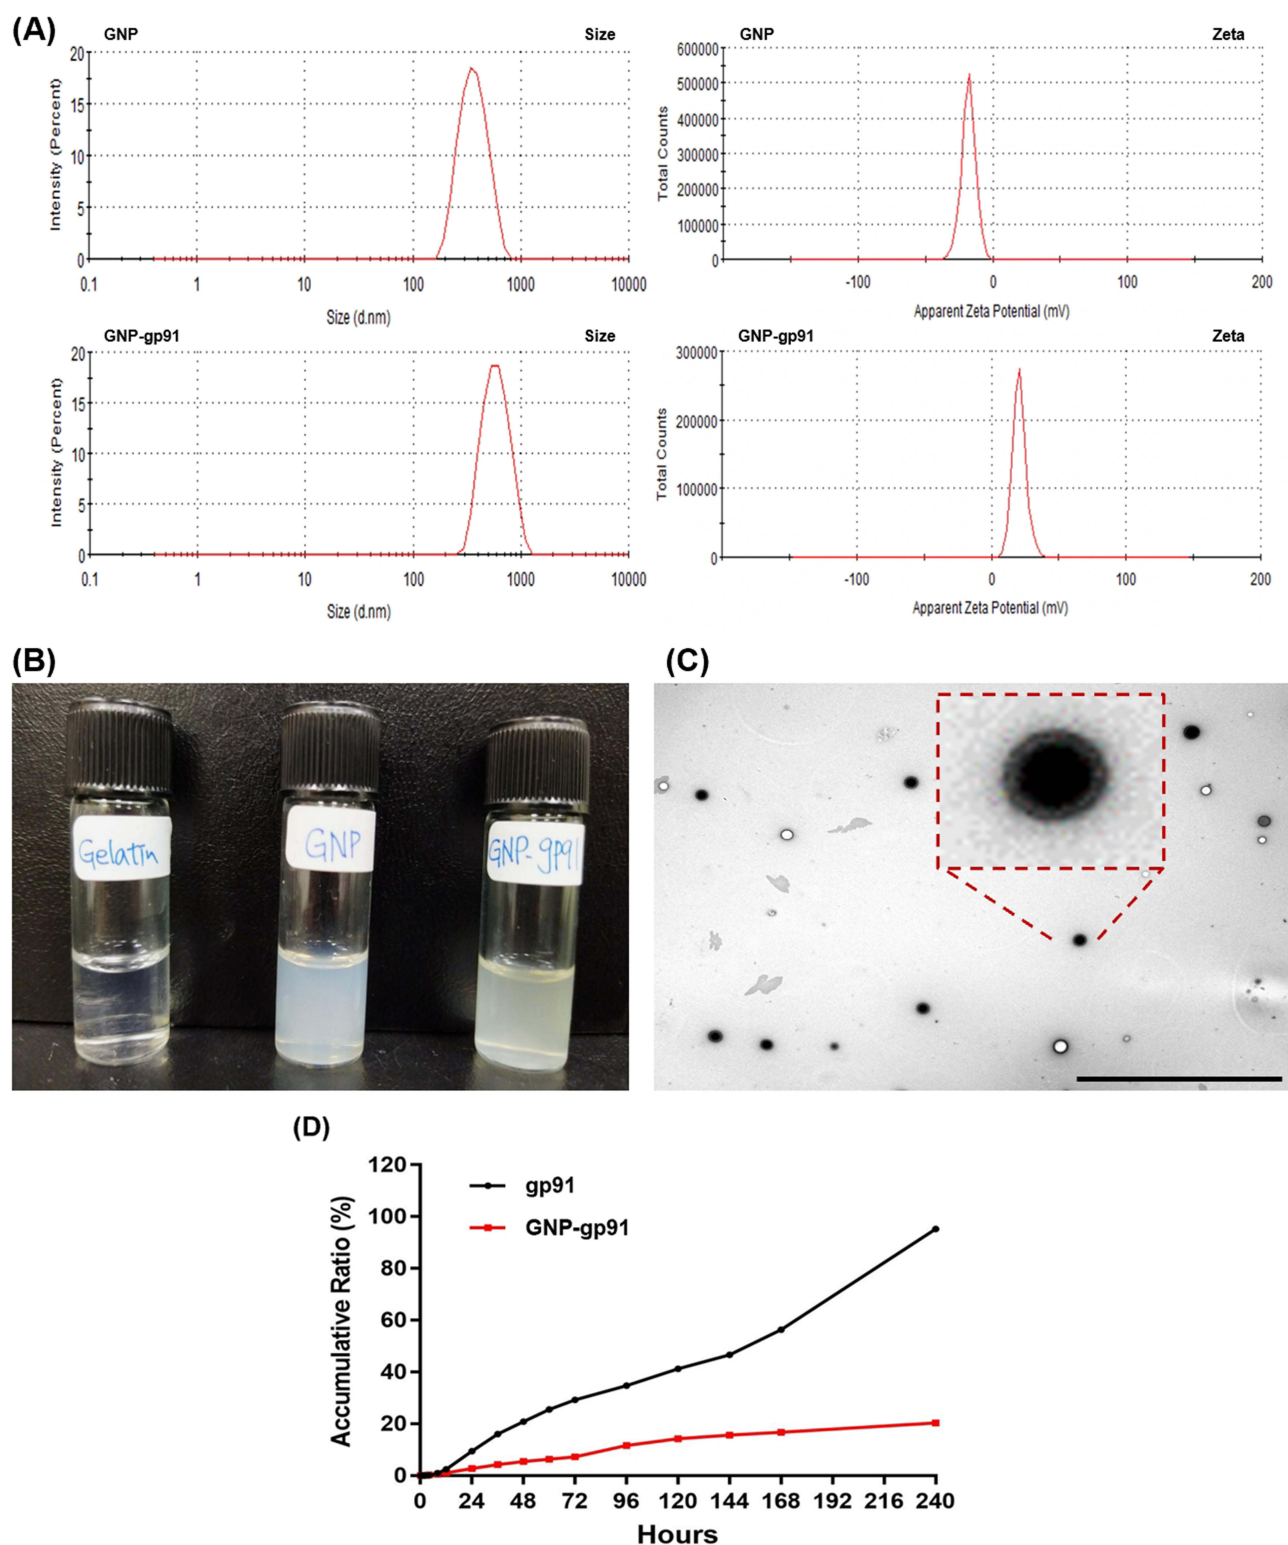 (A)
GNP Size
20
15
10
5
0
Intensity (Percent)
0.1 1 10 100 1000 10000
Size (d.nm)
GNP Zeta
600000
500000
400000
300000
200000
100000
0
Total Counts
-100 0 100 200
Apparent Zeta Potential (mV)
GNP-gp91 Size
20
15
10
5
0
Intensity (Percent)
0.1 1 10 100 1000 10000
Size (d.nm)
GNP-gp91 Zeta
300000
200000
100000
0
Total Counts
-100 0 100 200
Apparent Zeta Potential (mV)
(B)
Gelatin
GNP
GNP-gp91
(C)
(D)
120
100
80
60
40
20
0
Accumulative Ratio (%)
gp91
GNP-gp91
0 24 48 72 96 120 144 168 192 216 240
Hours